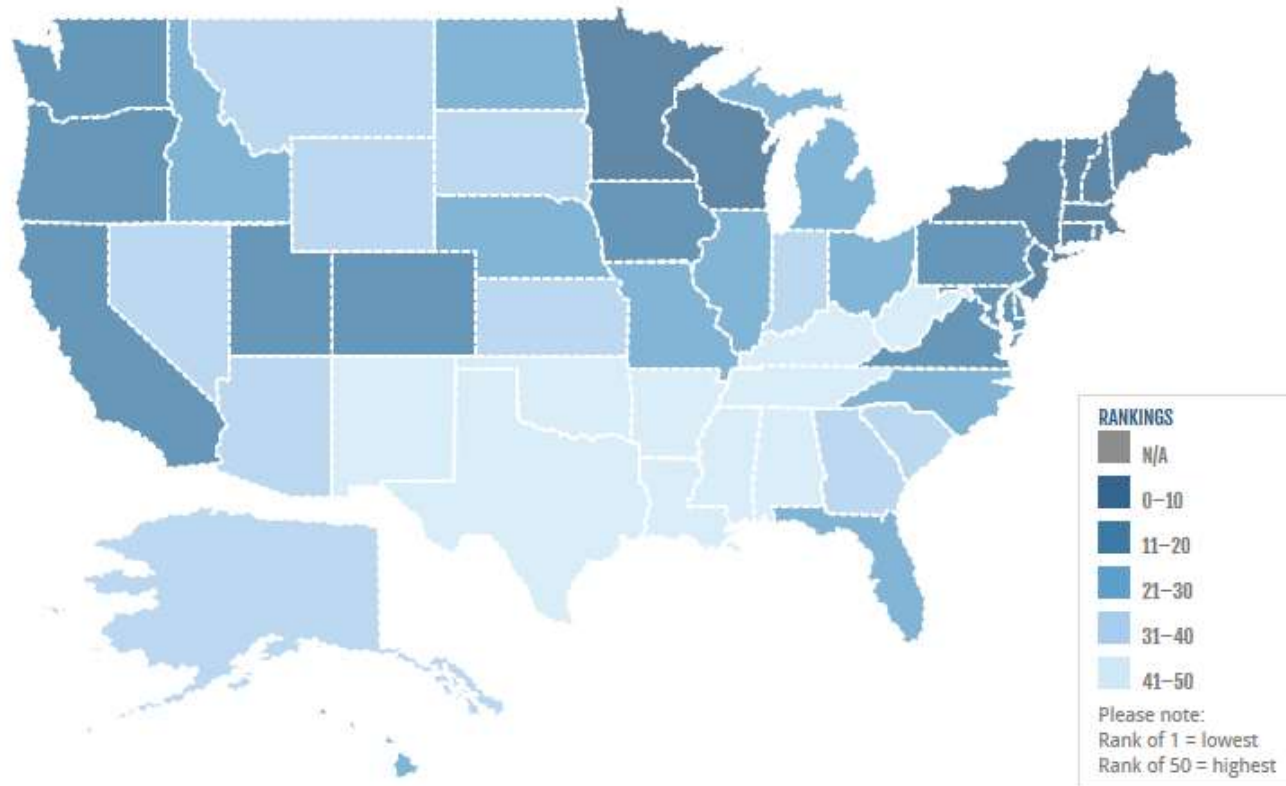 RANKINGS
N/A
0–10
11–20
21–30
31–40
41–50
Please note:
Rank of 1 = lowest
Rank of 50 = highest